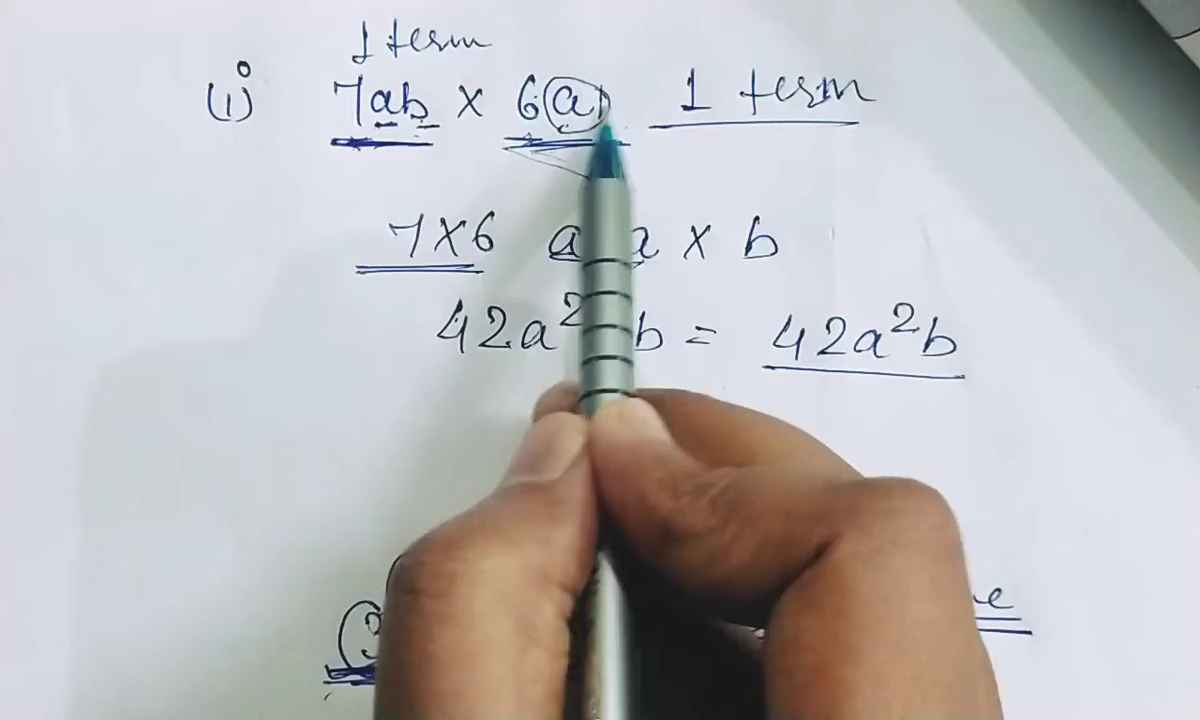 1 term
(i) 7ab × 6a 1 term
7×6 a a × b
42a² b = 42a²b